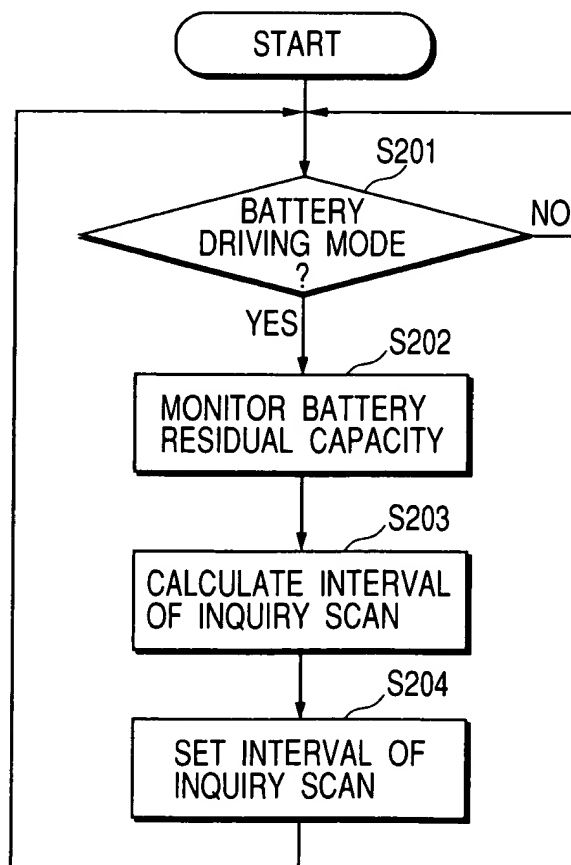 START
S201
BATTERY
DRIVING MODE
?
NO
YES
S202
MONITOR BATTERY
RESIDUAL CAPACITY
S203
CALCULATE INTERVAL
OF INQUIRY SCAN
S204
SET INTERVAL OF
INQUIRY SCAN